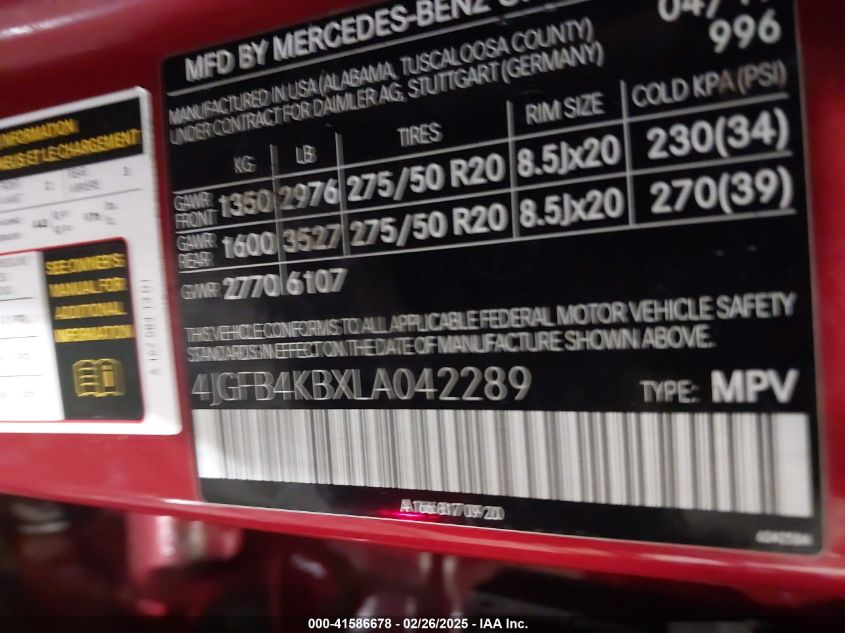 MFD BY MERCEDES-BENZ
04/
996
MANUFACTURED IN USA (ALABAMA, TUSCALOOSA COUNTY)
UNDER CONTRACT FOR DAIMLER AG, STUTTGART (GERMANY)
KG LB TIRES RIM SIZE COLD KPA (PSI)
GAWR: FRONT 1350 2976 275/50 R20 8.5Jx20 230(34)
GAWR: REAR: 1600 3527 275/50 R20 8.5Jx20 270(39)
GVWR: 2770 6107
THIS VEHICLE CONFORMS TO ALL APPLICABLE FEDERAL MOTOR VEHICLE SAFETY
STANDARDS IN EFFECT ON THE DATE OF MANUFACTURE SHOWN ABOVE.
4JGFB4KBXLA042289 TYPE: MPV
INFORMATION
ET LE CHARGEMENT
SEE OWNER'S
MANUAL FOR
ADDITIONAL
INFORMATION
000-41586678 - 02/26/2025 - IAA Inc.